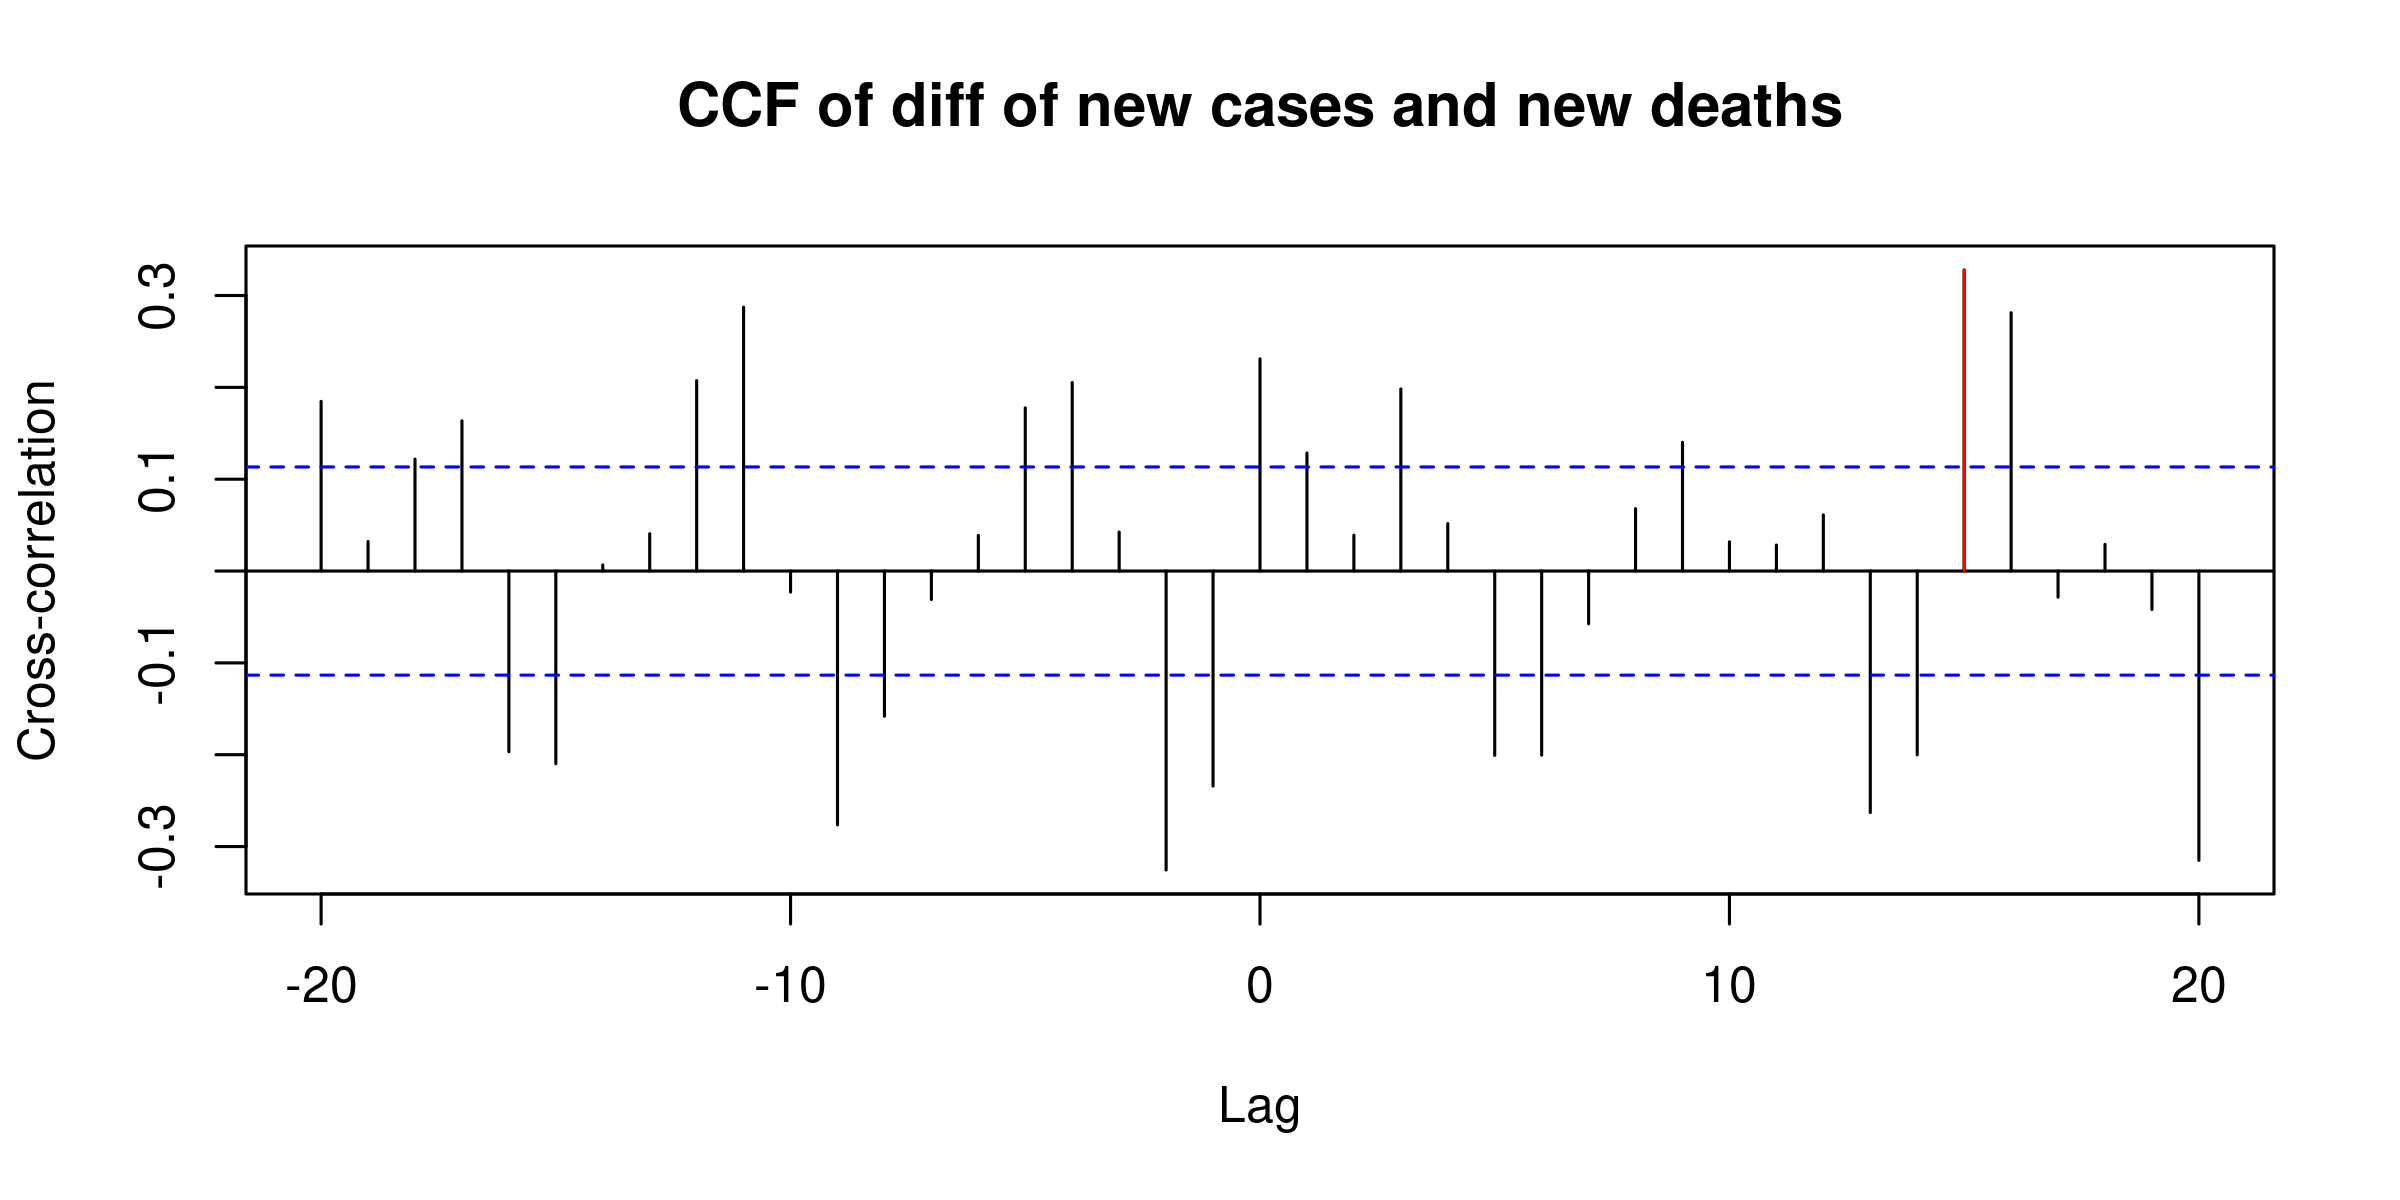 CCF of diff of new cases and new deaths
Cross-correlation
0.3
0.1
-0.1
-0.3
-20 -10 0 10 20
Lag